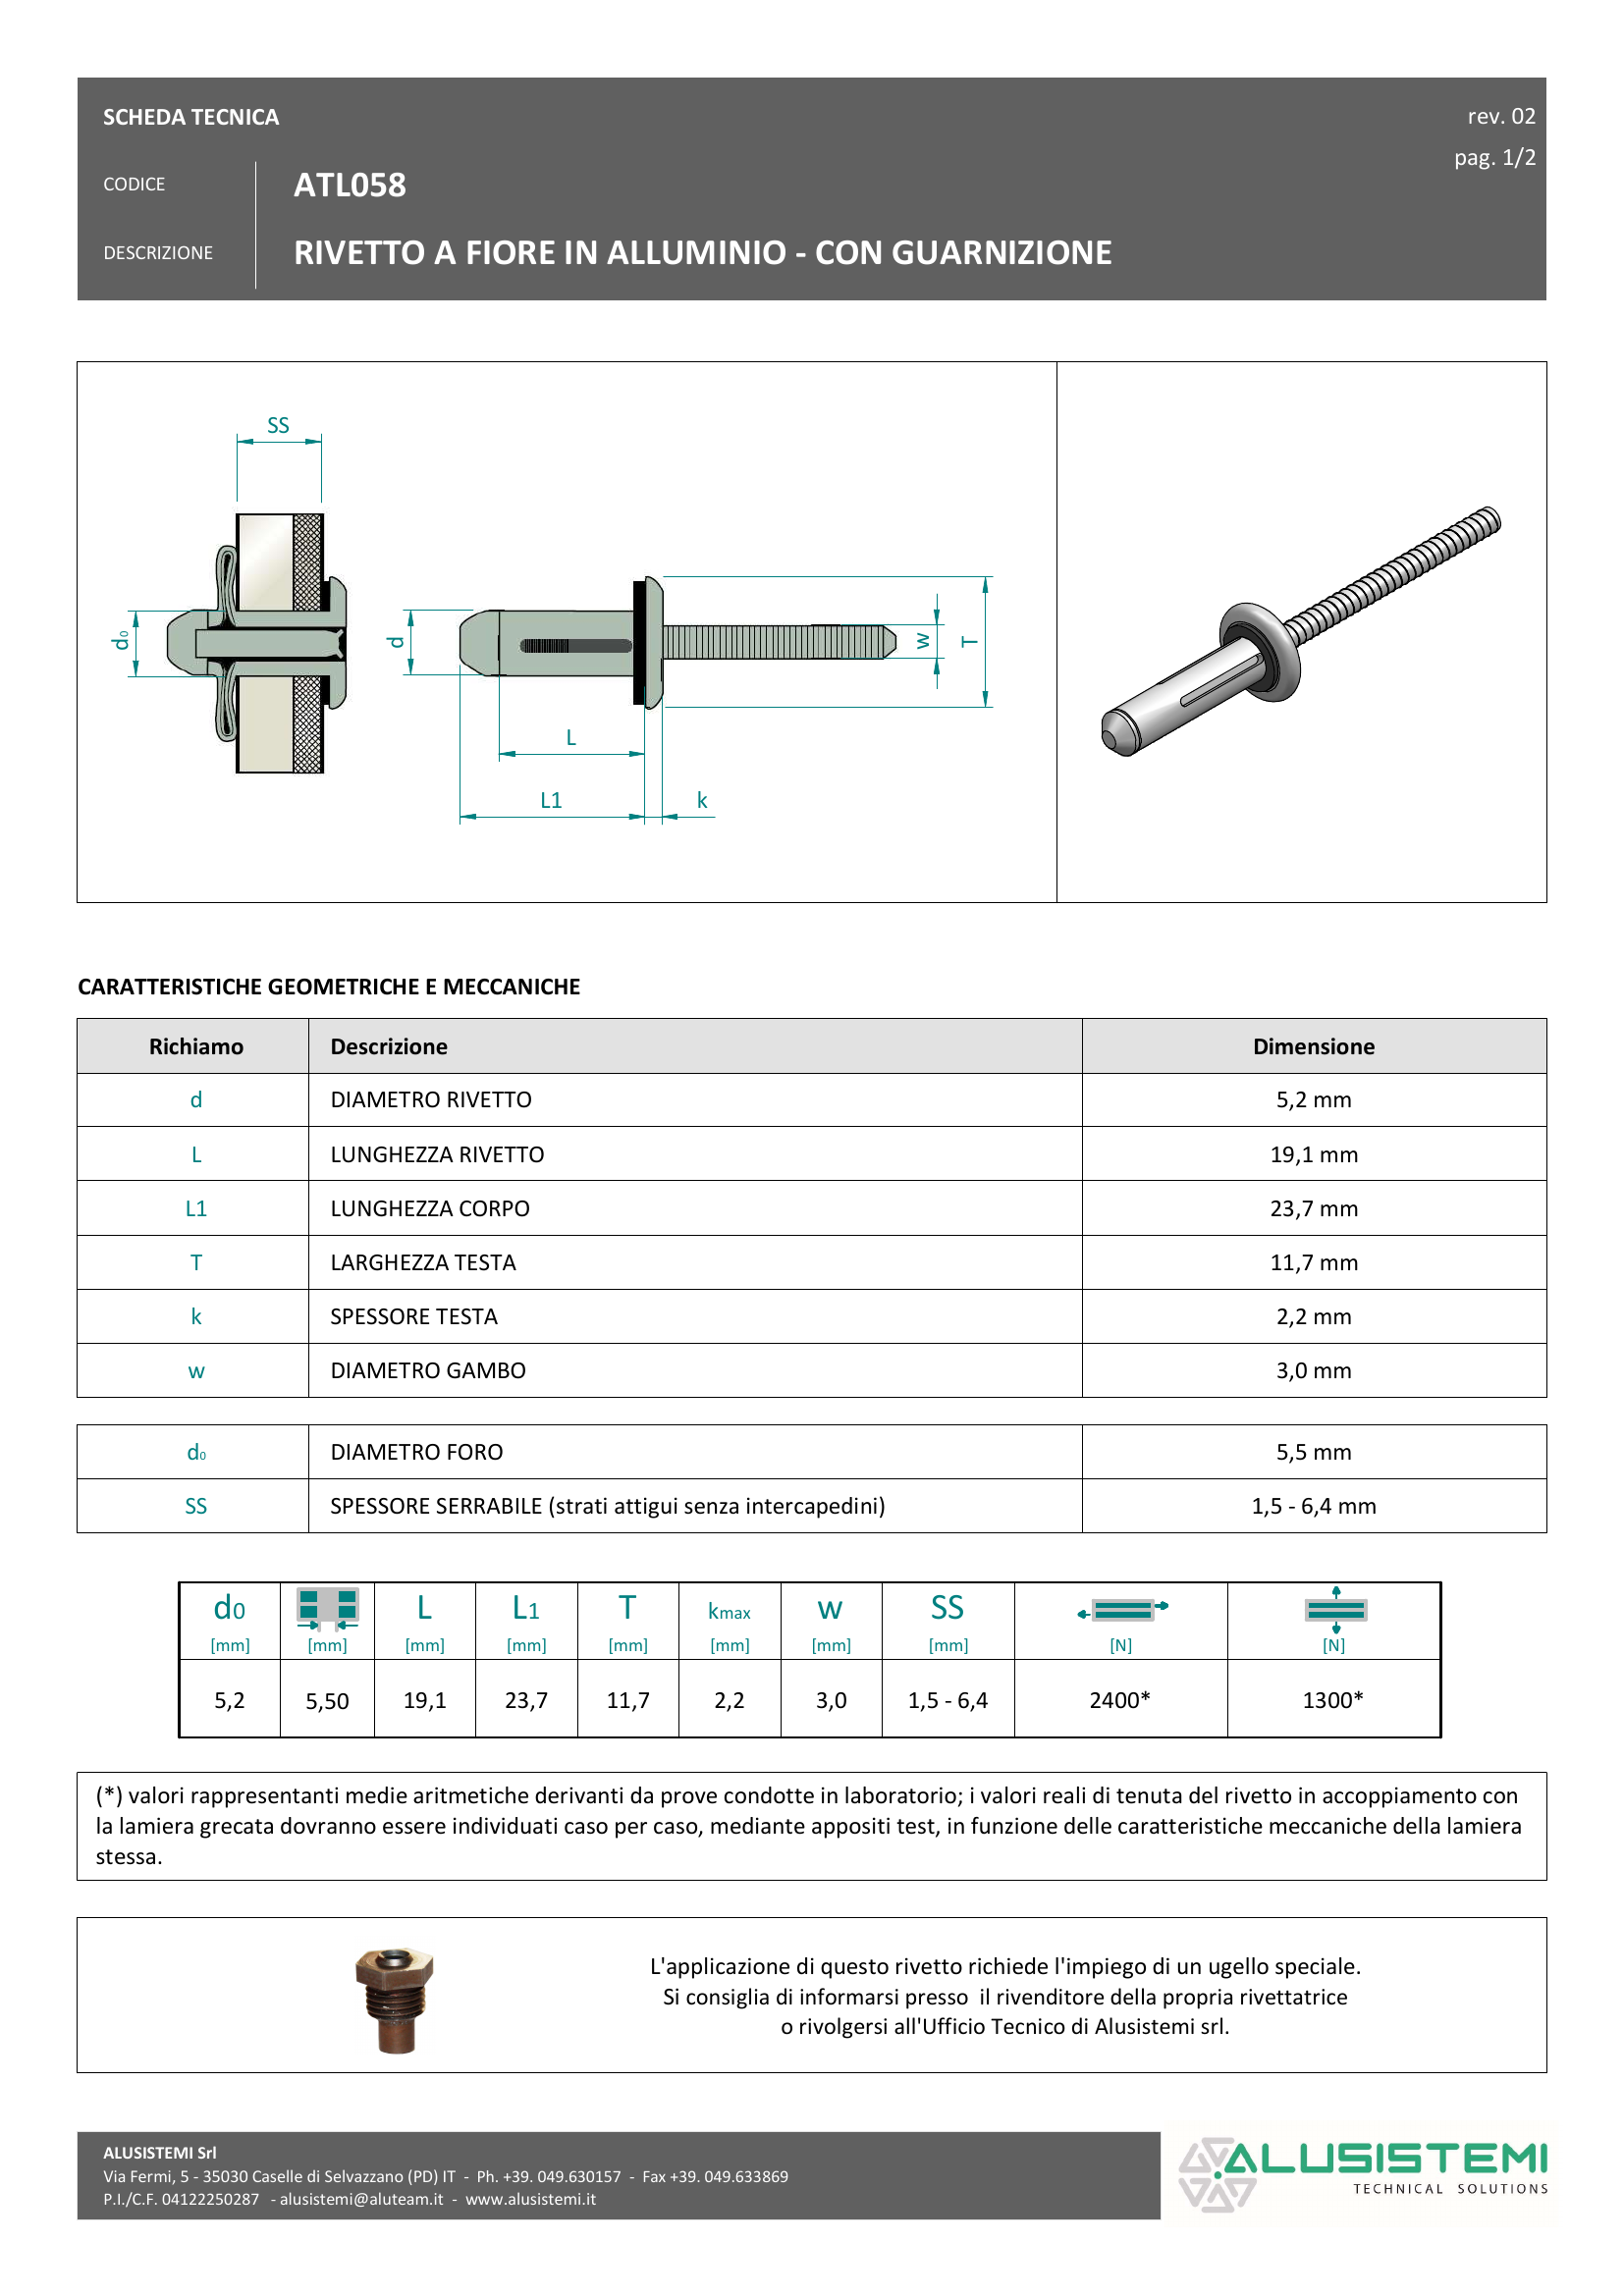 SCHEDA TECNICA
rev. 02
pag. 1/2
CODICE
ATL058
DESCRIZIONE
RIVETTO A FIORE IN ALLUMINIO - CON GUARNIZIONE
SS
d0
d
w
T
L
L1
k
CARATTERISTICHE GEOMETRICHE E MECCANICHE
Richiamo Descrizione Dimensione
d DIAMETRO RIVETTO 5,2 mm
L LUNGHEZZA RIVETTO 19,1 mm
L1 LUNGHEZZA CORPO 23,7 mm
T LARGHEZZA TESTA 11,7 mm
k SPESSORE TESTA 2,2 mm
w DIAMETRO GAMBO 3,0 mm
d0 DIAMETRO FORO 5,5 mm
SS SPESSORE SERRABILE (strati attigui senza intercapedini) 1,5 - 6,4 mm
d0 L L1 T kmax w SS
[mm] [mm] [mm] [mm] [mm] [mm] [mm] [mm] [N] [N]
5,2 5,50 19,1 23,7 11,7 2,2 3,0 1,5 - 6,4 2400* 1300*
(*) valori rappresentanti medie aritmetiche derivanti da prove condotte in laboratorio; i valori reali di tenuta del rivetto in accoppiamento con
la lamiera grecata dovranno essere individuati caso per caso, mediante appositi test, in funzione delle caratteristiche meccaniche della lamiera
stessa.
L'applicazione di questo rivetto richiede l'impiego di un ugello speciale.
Si consiglia di informarsi presso il rivenditore della propria rivettatrice
o rivolgersi all'Ufficio Tecnico di Alusistemi srl.
ALUSISTEMI Srl
Via Fermi, 5 - 35030 Caselle di Selvazzano (PD) IT - Ph. +39. 049.630157 - Fax +39. 049.633869
P.I./C.F. 04122250287 - alusistemi@aluteam.it - www.alusistemi.it
ALUSISTEMI
TECHNICAL SOLUTIONS